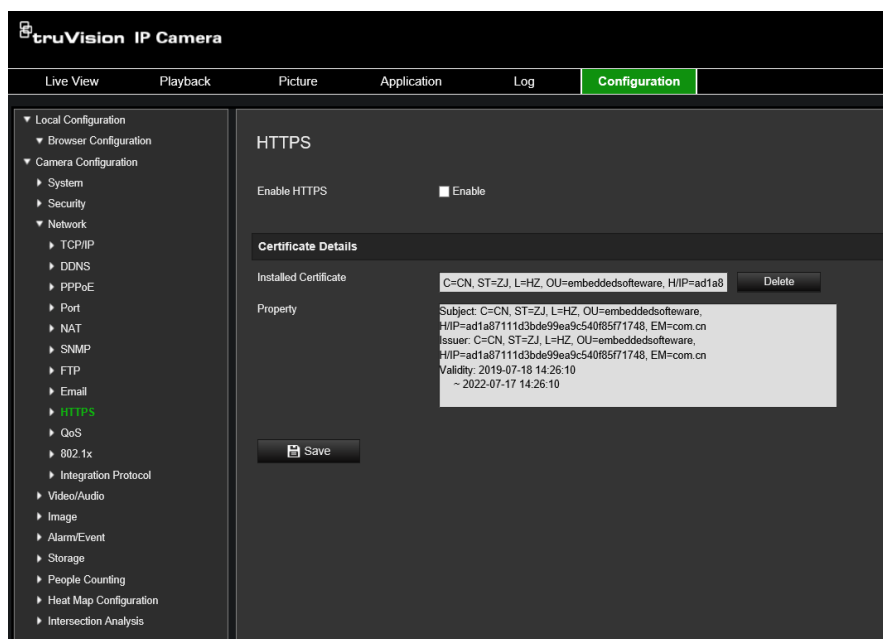 truVision IP Camera
Live View Playback Picture Application Log Configuration
Local Configuration
Browser Configuration
Camera Configuration
System
Security
Network
TCP/IP
DDNS
PPPoE
Port
NAT
SNMP
FTP
Email
HTTPS
QoS
802.1x
Integration Protocol
Video/Audio
Image
Alarm/Event
Storage
People Counting
Heat Map Configuration
Intersection Analysis
HTTPS
Enable HTTPS Enable
Certificate Details
Installed Certificate C=CN, ST=ZJ, L=HZ, OU=embeddedsofteware, H/IP=ad1a8 Delete
Property
Subject: C=CN, ST=ZJ, L=HZ, OU=embeddedsofteware,
H/IP=ad1a87111d3bde99ea9c540f85f71748, EM=com.cn
Issuer: C=CN, ST=ZJ, L=HZ, OU=embeddedsofteware,
H/IP=ad1a87111d3bde99ea9c540f85f71748, EM=com.cn
Validity: 2019-07-18 14:26:10
~ 2022-07-17 14:26:10
Save